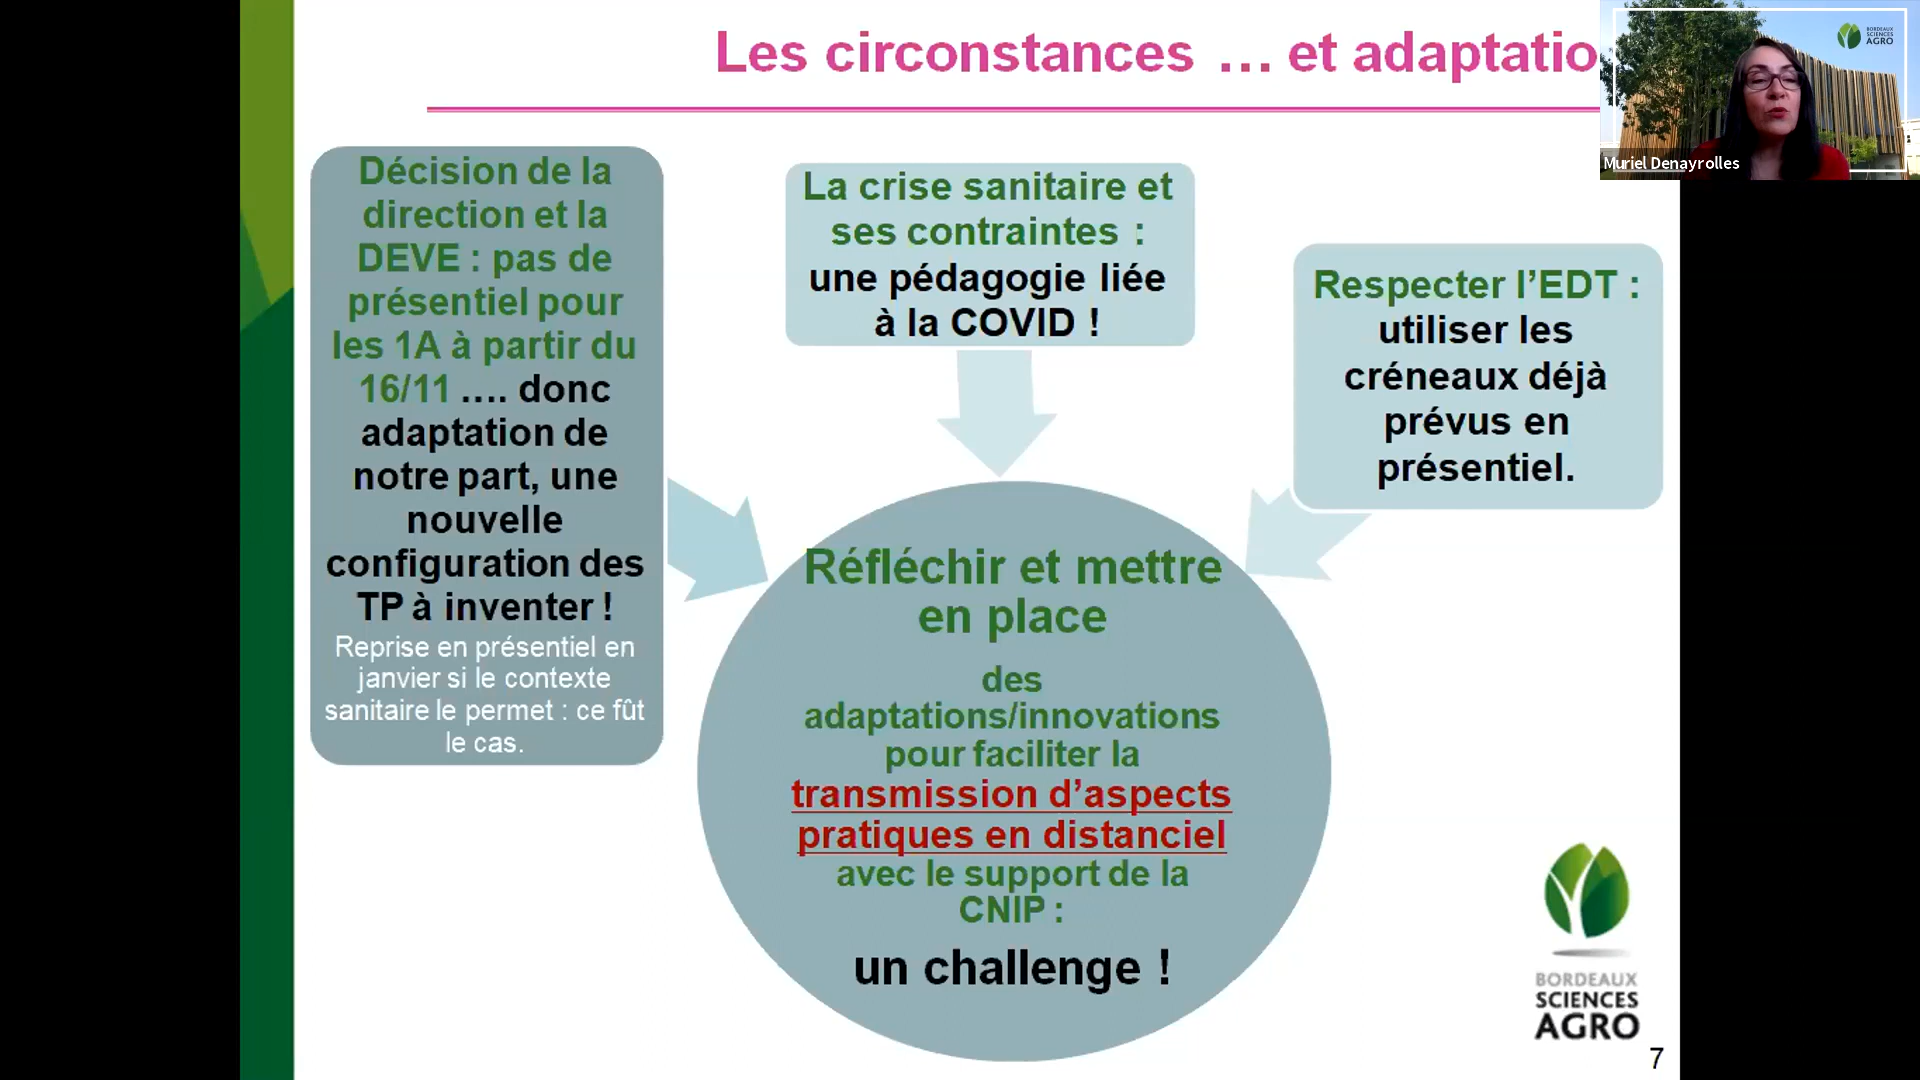 Les circonstances ... et adaptatio
BORDEAUX
SCIENCES
AGRO
Muriel Denayrolles
Décision de la
direction et la
DEVE : pas de
présentiel pour
les 1A à partir du
16/11 .... donc
adaptation de
notre part, une
nouvelle
configuration des
TP à inventer !
Reprise en présentiel en
janvier si le contexte
sanitaire le permet : ce fût
le cas.
La crise sanitaire et
ses contraintes :
une pédagogie liée
à la COVID !
Respecter l’EDT :
utiliser les
créneaux déjà
prévus en
présentiel.
Réfléchir et mettre
en place
des
adaptations/innovations
pour faciliter la
transmission d’aspects
pratiques en distanciel
avec le support de la
CNIP :
un challenge !
BORDEAUX
SCIENCES
AGRO
7